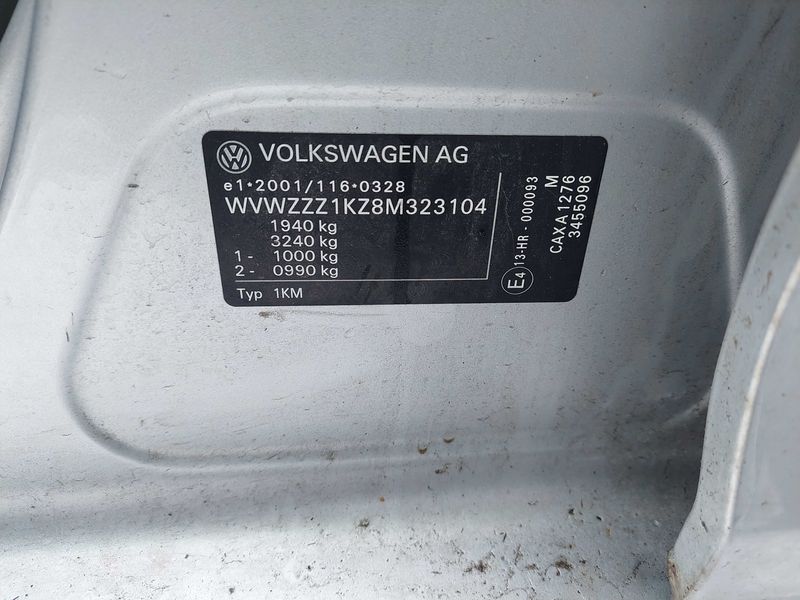 VOLKSWAGEN AG
e1*2001/116*0328
WVWZZZ1KZ8M323104
1940 kg
3240 kg
1 - 1000 kg
2 - 0990 kg
Typ 1KM
E4 13-HR - 000093
M
CAXA1276
3455096